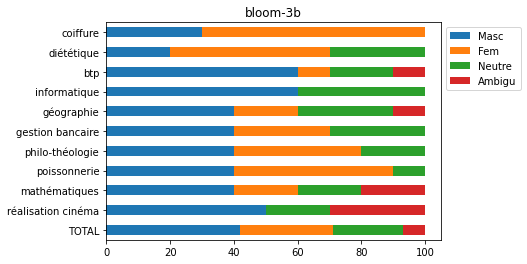 bloom-3b
coiffure
diététique
btp
informatique
géographie
gestion bancaire
philo-théologie
poissonnerie
mathématiques
réalisation cinéma
TOTAL
0 20 40 60 80 100
Masc
Fem
Neutre
Ambigu